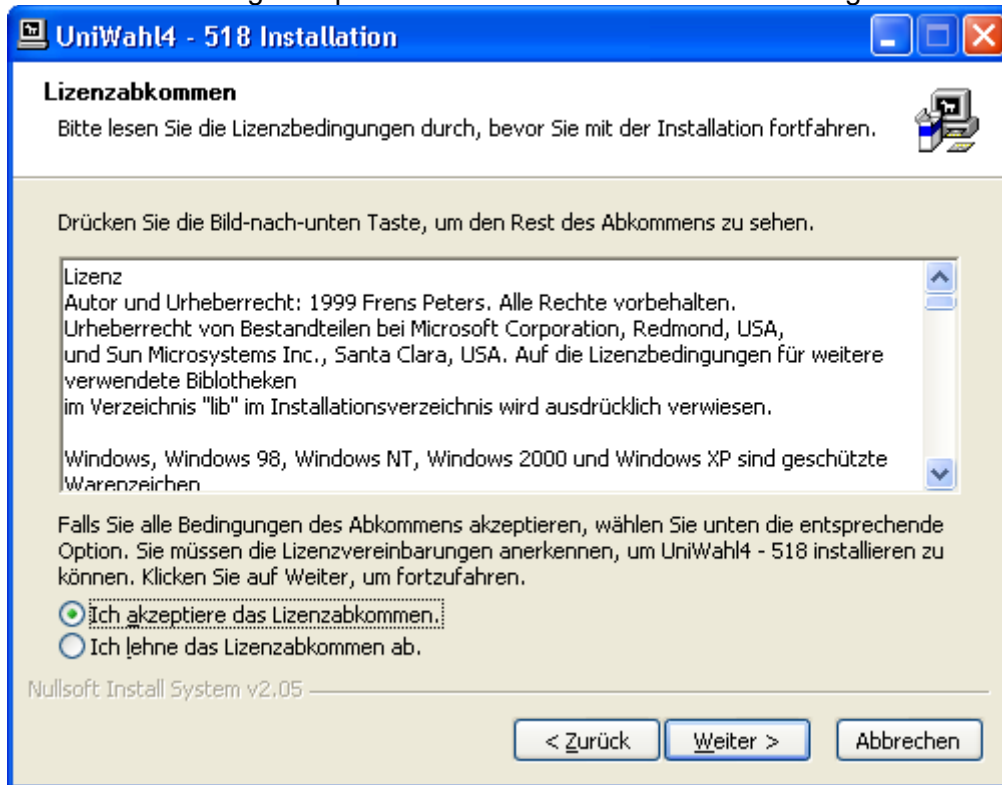 UniWahl4 - 518 Installation
Lizenzabkommen
Bitte lesen Sie die Lizenzbedingungen durch, bevor Sie mit der Installation fortfahren.
Drücken Sie die Bild-nach-unten Taste, um den Rest des Abkommens zu sehen.
Lizenz
Autor und Urheberrecht: 1999 Frens Peters. Alle Rechte vorbehalten.
Urheberrecht von Bestandteilen bei Microsoft Corporation, Redmond, USA,
und Sun Microsystems Inc., Santa Clara, USA. Auf die Lizenzbedingungen für weitere
verwendete Biblotheken
im Verzeichnis "lib" im Installationsverzeichnis wird ausdrücklich verwiesen.
Windows, Windows 98, Windows NT, Windows 2000 und Windows XP sind geschützte
Warenzeichen
Falls Sie alle Bedingungen des Abkommens akzeptieren, wählen Sie unten die entsprechende
Option. Sie müssen die Lizenzvereinbarungen anerkennen, um UniWahl4 - 518 installieren zu
können. Klicken Sie auf Weiter, um fortzufahren.
Ich akzeptiere das Lizenzabkommen.
Ich lehne das Lizenzabkommen ab.
Nullsoft Install System v2.05
< Zurück
Weiter >
Abbrechen